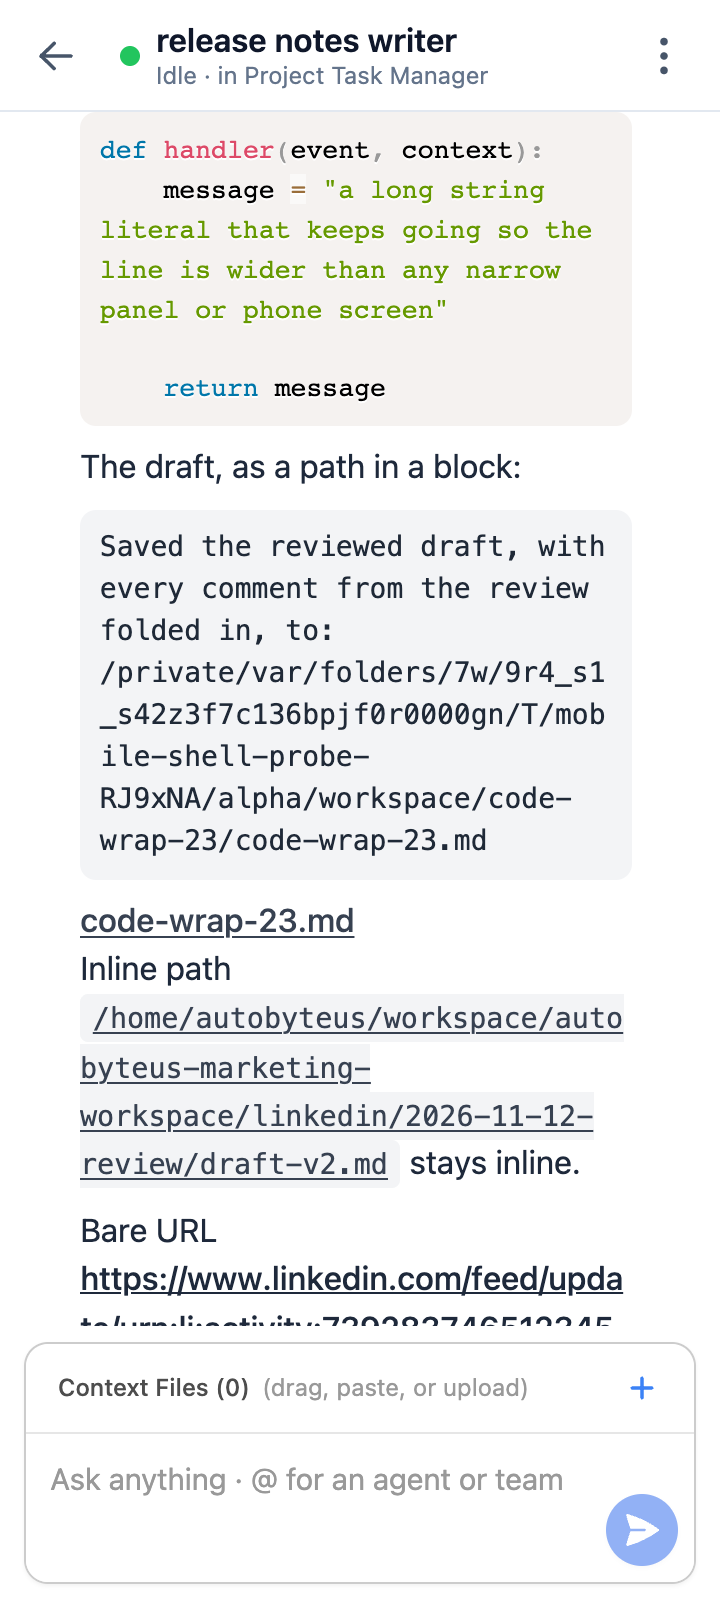 release notes writer
Idle · in Project Task Manager
def handler(event, context):
    message = "a long string
literal that keeps going so the
line is wider than any narrow
panel or phone screen"
    return message
The draft, as a path in a block:
Saved the reviewed draft, with
every comment from the review
folded in, to:
/private/var/folders/7w/9r4_s1
_s42z3f7c136bpjf0r0000gn/T/mob
ile-shell-probe-
RJ9xNA/alpha/workspace/code-
wrap-23/code-wrap-23.md
code-wrap-23.md
Inline path
/home/autobyteus/workspace/auto
byteus-marketing-
workspace/linkedin/2026-11-12-
review/draft-v2.md stays inline.
Bare URL
https://www.linkedin.com/feed/upda
Context Files (0) (drag, paste, or upload)
Ask anything · @ for an agent or team